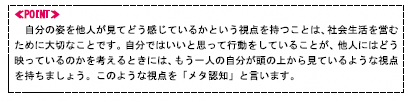 ≪POINT≫
自分の姿を他人が見てどう感じているかという視点を持つことは、社会生活を営む
ために大切なことです。自分ではいいと思って行動をしていることが、他人にはどう
映っているのかを考えるときには、もう一人の自分が頭の上から見ているような視点
を持ちましょう。このような視点を「メタ認知」と言います。